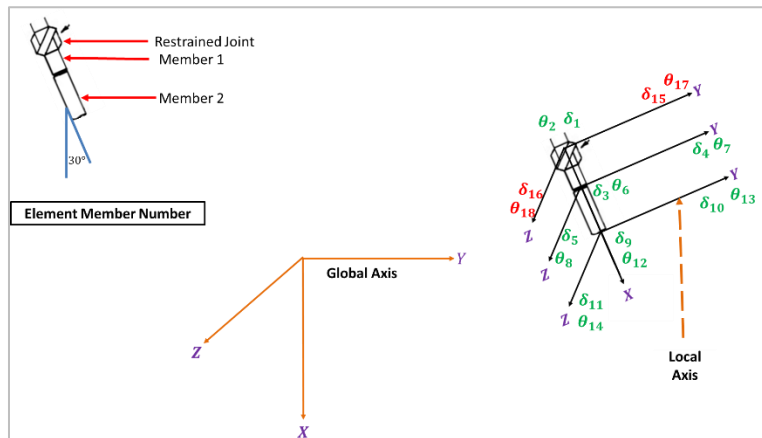 Restrained Joint
Member 1
Member 2
30°
Element Member Number
Global Axis
Y
Z
X
θ₁₇
δ₁₅
Y
θ₂ δ₁
Y
δ₄ θ₇
δ₃ θ₆
Y
δ₁₆
θ₁₈
Z
δ₁₀ θ₁₃
δ₅
θ₈
Z
δ₉
θ₁₂
X
δ₁₁
Z
θ₁₄
Local
Axis